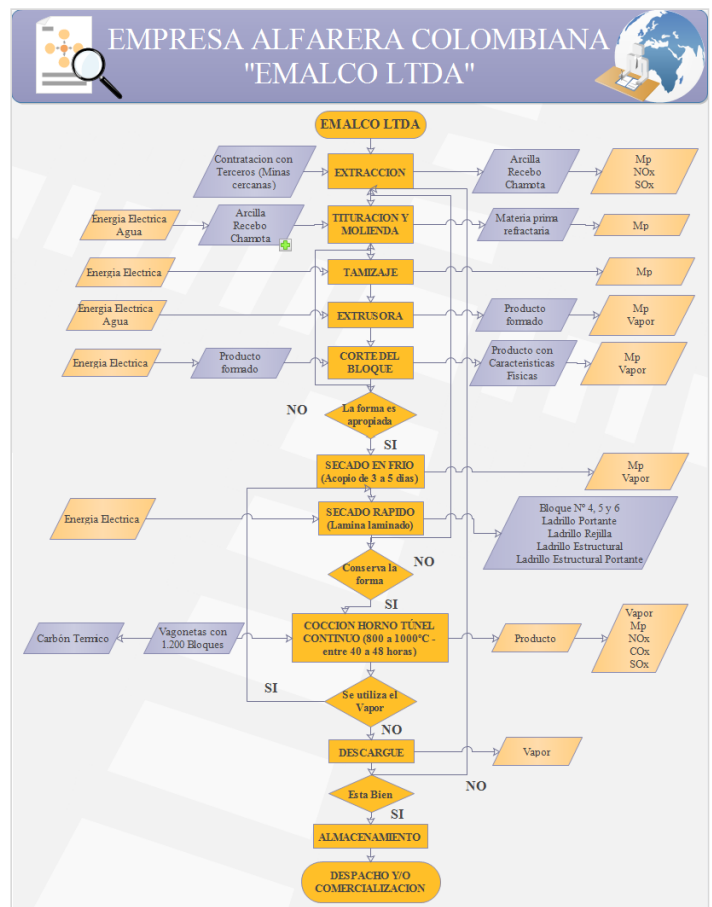 EMPRESA ALFARERA COLOMBIANA
"EMALCO LTDA"
EMALCO LTDA
Contratacion con
Terceros (Minas
cercanas)
EXTRACCION
Arcilla
Recebo
Chamota
Mp
NOx
SOx
Energia Electrica
Agua
Arcilla
Recebo
Chamota
TITURACION Y
MOLIENDA
Materia prima
refractaria
Mp
Energia Electrica
TAMIZAJE
Mp
Energia Electrica
Agua
EXTRUSORA
Producto
formado
Mp
Vapor
Energia Electrica
Producto
formado
CORTE DEL
BLOQUE
Producto con
Caracteristicas
Fisicas
Mp
Vapor
NO
La forma es
apropiada
SI
SECADO EN FRIO
(Acopio de 3 a 5 dias)
Mp
Vapor
Energia Electrica
SECADO RAPIDO
(Lamina laminado)
Bloque Nº 4, 5 y 6
Ladrillo Portante
Ladrillo Rejilla
Ladrillo Estructural
Ladrillo Estructural Portante
Conserva la
forma
NO
SI
Carbón Termico
Vagonetas con
1.200 Bloques
COCCION HORNO TÚNEL
CONTINUO (800 a 1000°C -
entre 40 a 48 horas)
Producto
Vapor
Mp
NOx
COx
SOx
SI
Se utiliza el
Vapor
NO
DESCARGUE
Vapor
NO
Esta Bien
SI
ALMACENAMIENTO
DESPACHO Y/O
COMERCIALIZACION